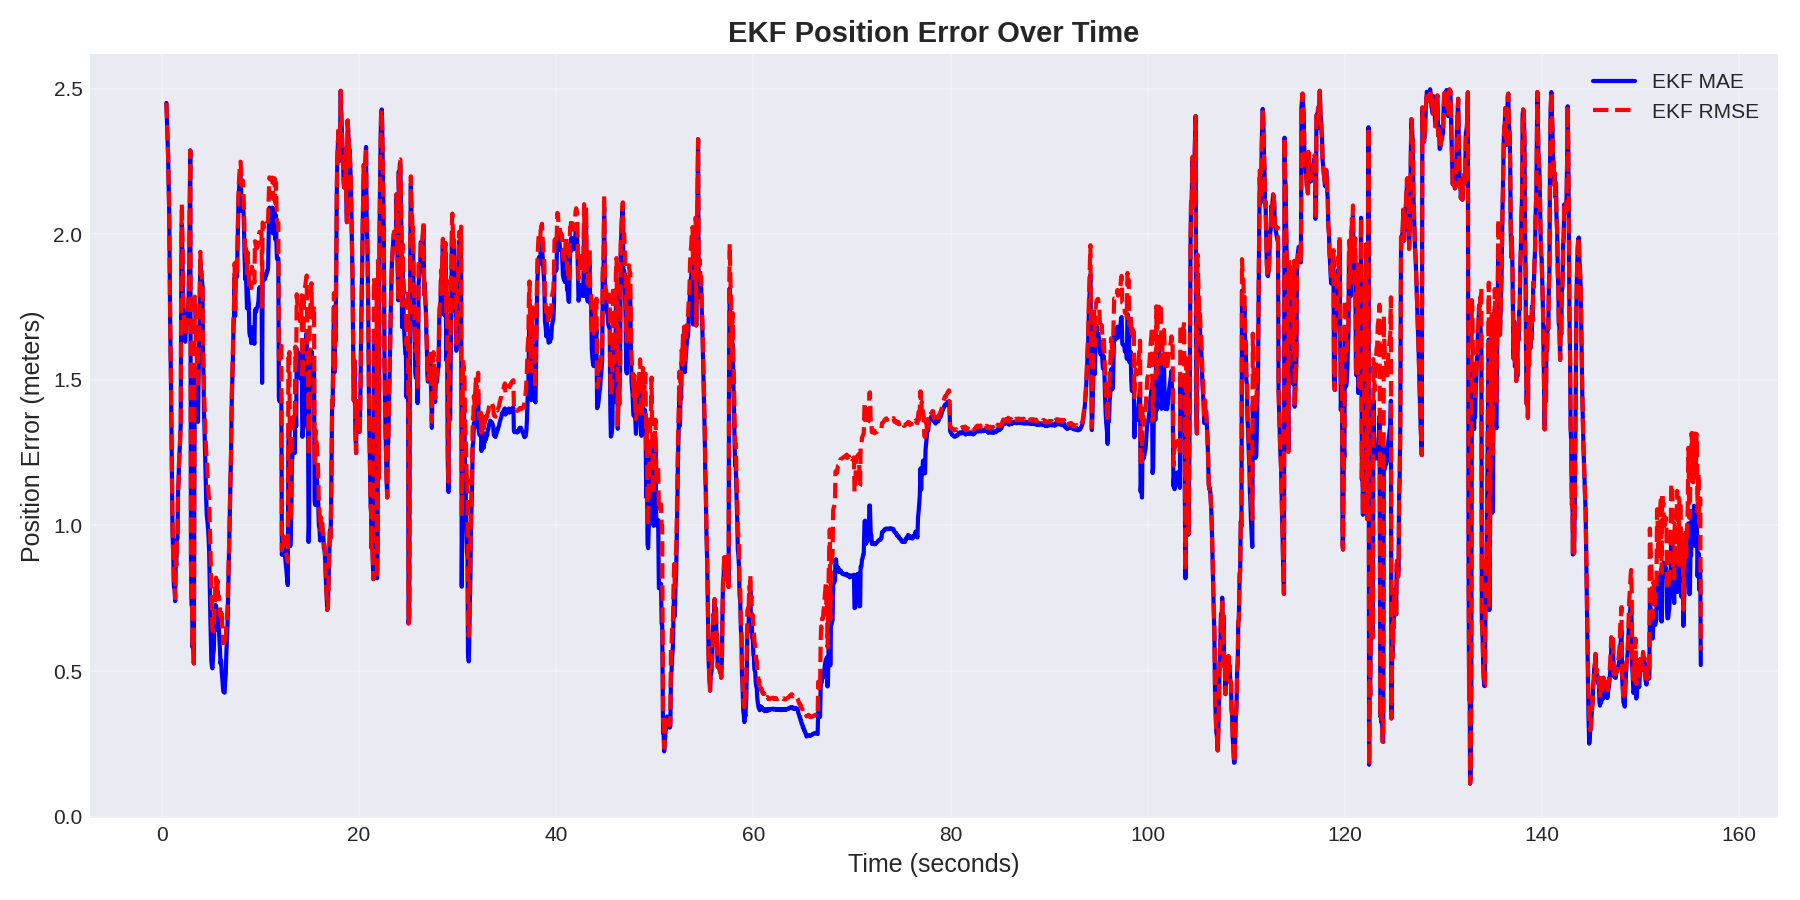 EKF Position Error Over Time
EKF MAE
EKF RMSE
Position Error (meters)
2.5
2.0
1.5
1.0
0.5
0.0
0 20 40 60 80 100 120 140 160
Time (seconds)